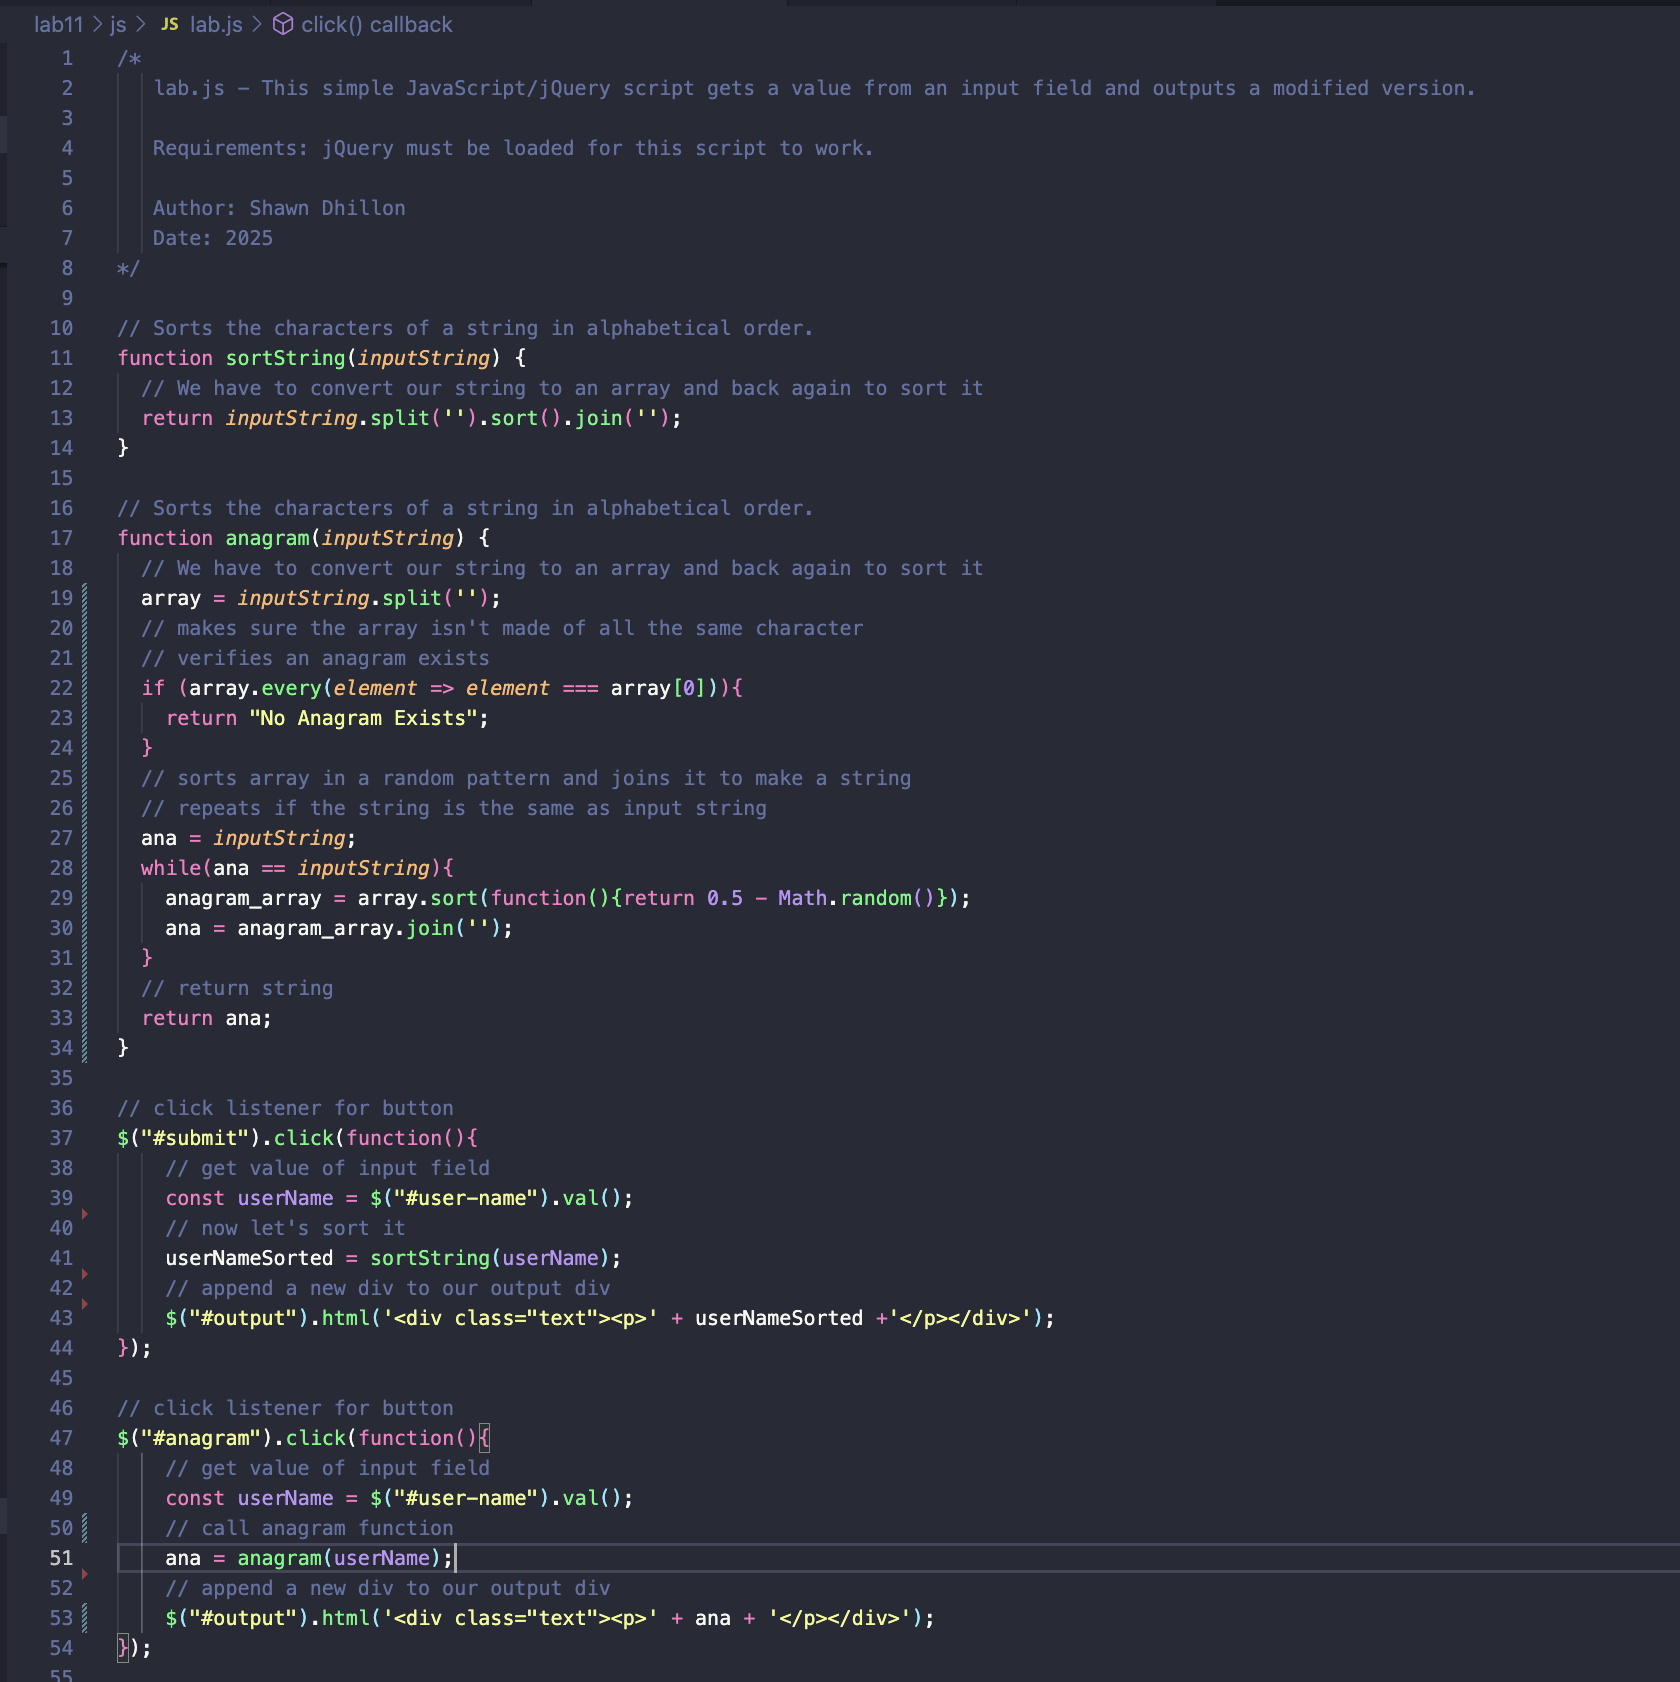 lab11 > js > JS lab.js > click() callback
1 /*
2 lab.js – This simple JavaScript/jQuery script gets a value from an input field and outputs a modified version.
3
4 Requirements: jQuery must be loaded for this script to work.
5
6 Author: Shawn Dhillon
7 Date: 2025
8 */
9
10 // Sorts the characters of a string in alphabetical order.
11 function sortString(inputString) {
12 // We have to convert our string to an array and back again to sort it
13 return inputString.split('').sort().join('');
14 }
15
16 // Sorts the characters of a string in alphabetical order.
17 function anagram(inputString) {
18 // We have to convert our string to an array and back again to sort it
19 array = inputString.split('');
20 // makes sure the array isn't made of all the same character
21 // verifies an anagram exists
22 if (array.every(element => element === array[0])){
23 return "No Anagram Exists";
24 }
25 // sorts array in a random pattern and joins it to make a string
26 // repeats if the string is the same as input string
27 ana = inputString;
28 while(ana == inputString){
29 anagram_array = array.sort(function(){return 0.5 - Math.random()});
30 ana = anagram_array.join('');
31 }
32 // return string
33 return ana;
34 }
35
36 // click listener for button
37 $("#submit").click(function(){
38 // get value of input field
39 const userName = $("#user-name").val();
40 // now let's sort it
41 userNameSorted = sortString(userName);
42 // append a new div to our output div
43 $("#output").html('<div class="text"><p>' + userNameSorted +'</p></div>');
44 });
45
46 // click listener for button
47 $("#anagram").click(function(){
48 // get value of input field
49 const userName = $("#user-name").val();
50 // call anagram function
51 ana = anagram(userName);
52 // append a new div to our output div
53 $("#output").html('<div class="text"><p>' + ana + '</p></div>');
54 });
55